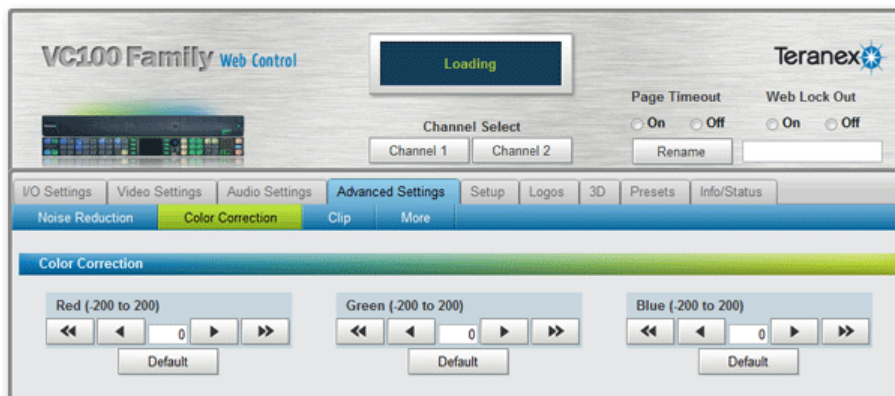 VC100 Family Web Control
Loading
Teranex
Page Timeout Web Lock Out
On Off On Off
Channel Select
Channel 1 Channel 2 Rename
I/O Settings Video Settings Audio Settings Advanced Settings Setup Logos 3D Presets Info/Status
Noise Reduction Color Correction Clip More
Color Correction
Red (-200 to 200) Green (-200 to 200) Blue (-200 to 200)
0 0 0
Default Default Default